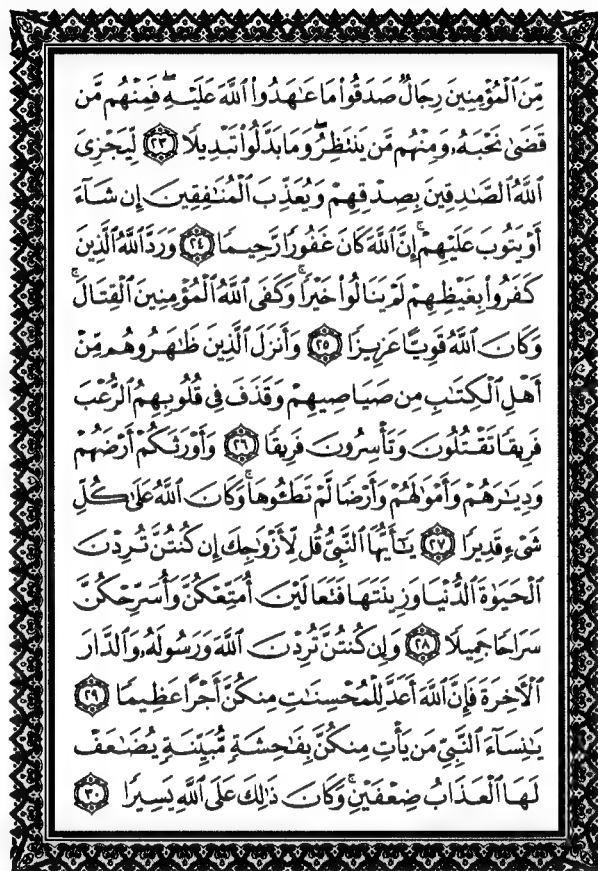 مِّنَ ٱلْمُؤْمِنِينَ رِجَالٌ صَدَقُوا۟ مَا عَـٰهَدُوا۟ ٱللَّهَ عَلَيْهِ ۖ فَمِنْهُم مَّن
قَضَىٰ نَحْبَهُۥ وَمِنْهُم مَّن يَنتَظِرُ ۖ وَمَا بَدَّلُوا۟ تَبْدِيلًا ٢٣ لِّيَجْزِىَ
ٱللَّهُ ٱلصَّـٰدِقِينَ بِصِدْقِهِمْ وَيُعَذِّبَ ٱلْمُنَـٰفِقِينَ إِن شَآءَ
أَوْ يَتُوبَ عَلَيْهِمْ ۚ إِنَّ ٱللَّهَ كَانَ غَفُورًا رَّحِيمًا ٢٤ وَرَدَّ ٱللَّهُ ٱلَّذِينَ
كَفَرُوا۟ بِغَيْظِهِمْ لَمْ يَنَالُوا۟ خَيْرًا ۚ وَكَفَى ٱللَّهُ ٱلْمُؤْمِنِينَ ٱلْقِتَالَ ۚ
وَكَانَ ٱللَّهُ قَوِيًّا عَزِيزًا ٢٥ وَأَنزَلَ ٱلَّذِينَ ظَـٰهَرُوهُم مِّنْ
أَهْلِ ٱلْكِتَـٰبِ مِن صَيَاصِيهِمْ وَقَذَفَ فِى قُلُوبِهِمُ ٱلرُّعْبَ
فَرِيقًا تَقْتُلُونَ وَتَأْسِرُونَ فَرِيقًا ٢٦ وَأَوْرَثَكُمْ أَرْضَهُمْ
وَدِيَـٰرَهُمْ وَأَمْوَٰلَهُمْ وَأَرْضًا لَّمْ تَطَـُٔوهَا ۚ وَكَانَ ٱللَّهُ عَلَىٰ كُلِّ
شَىْءٍ قَدِيرًا ٢٧ يَـٰٓأَيُّهَا ٱلنَّبِىُّ قُل لِّأَزْوَٰجِكَ إِن كُنتُنَّ تُرِدْنَ
ٱلْحَيَوٰةَ ٱلدُّنْيَا وَزِينَتَهَا فَتَعَالَيْنَ أُمَتِّعْكُنَّ وَأُسَرِّحْكُنَّ
سَرَاحًا جَمِيلًا ٢٨ وَإِن كُنتُنَّ تُرِدْنَ ٱللَّهَ وَرَسُولَهُۥ وَٱلدَّارَ
ٱلْـَٔاخِرَةَ فَإِنَّ ٱللَّهَ أَعَدَّ لِلْمُحْسِنَـٰتِ مِنكُنَّ أَجْرًا عَظِيمًا ٢٩
يَـٰنِسَآءَ ٱلنَّبِىِّ مَن يَأْتِ مِنكُنَّ بِفَـٰحِشَةٍ مُّبَيِّنَةٍ يُضَـٰعَفْ
لَهَا ٱلْعَذَابُ ضِعْفَيْنِ ۚ وَكَانَ ذَٰلِكَ عَلَى ٱللَّهِ يَسِيرًا ٣٠